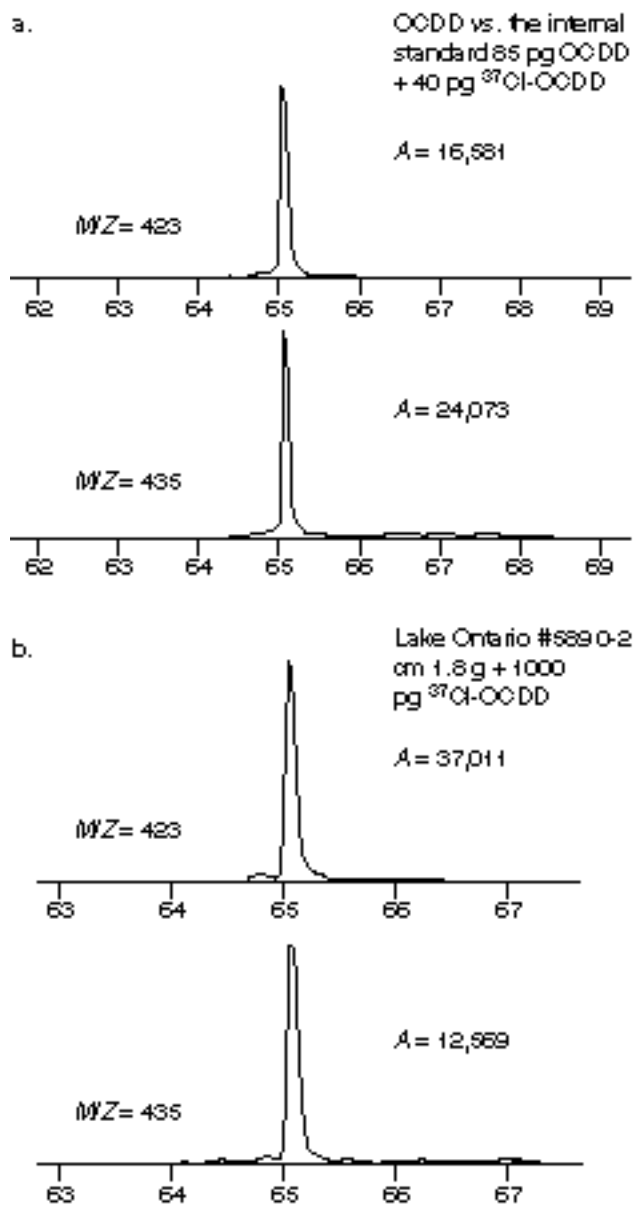 a.
OCDD vs. the internal
standard 85 pg OCDD
+ 40 pg ³⁷Cl-OCDD
A = 16,581
M/Z = 423
62 63 64 65 66 67 68 69
A = 24,073
M/Z = 435
62 63 64 65 66 67 68 69
b.
Lake Ontario #5890-2
cm 1.8 g + 1000
pg ³⁷Cl-OCDD
A = 37,011
M/Z = 423
63 64 65 66 67
A = 12,569
M/Z = 435
63 64 65 66 67